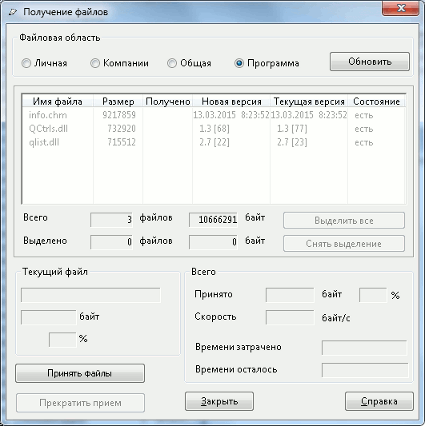 Получение файлов
Файловая область
Личная Компании Общая Программа Обновить
Имя файла Размер Получено Новая версия Текущая версия Состояние
info.chm 9217859 13.03.2015 8:23:52 13.03.2015 8:23:52 есть
QCtrls.dll 732920 1.3 [68] 1.3 [77] есть
qlist.dll 715512 2.7 [22] 2.7 [23] есть
Всего 3 файлов 10666291 байт Выделить все
Выделено 0 файлов 0 байт Снять выделение
Текущий файл
байт
%
Всего
Принято байт %
Скорость байт/с
Времени затрачено
Времени осталось
Принять файлы
Прекратить прием Закрыть Справка